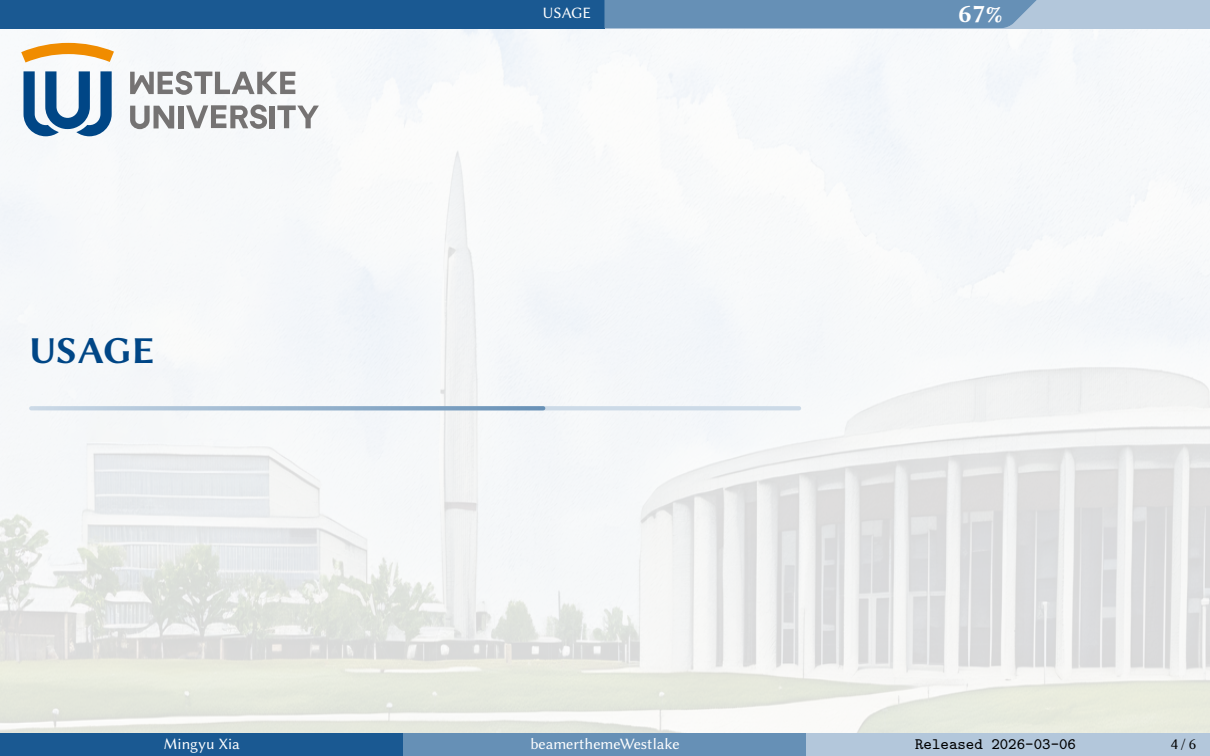 USAGE
67%
WESTLAKE
UNIVERSITY
USAGE
Mingyu Xia
beamerthemeWestlake
Released 2026-03-06
4 / 6